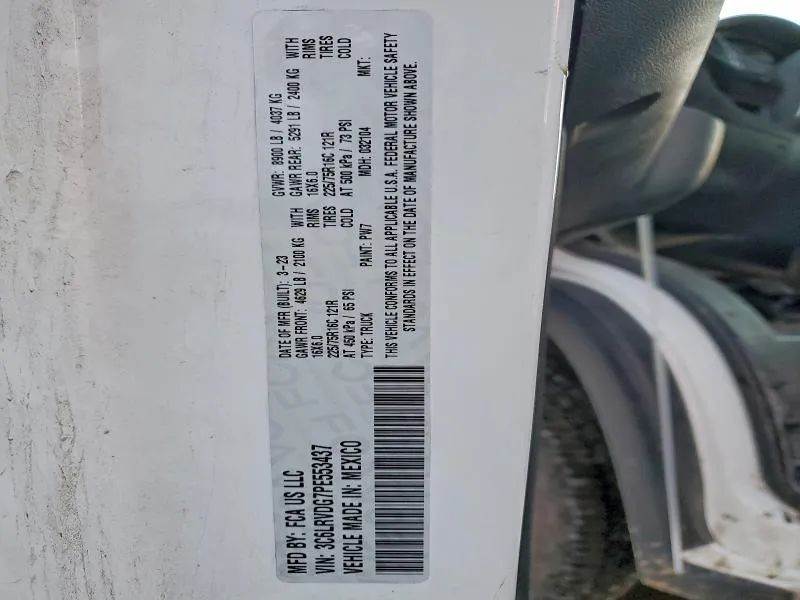 MFD BY: FCA US LLC
VIN: 3C6LRVDG7PE553437
VEHICLE MADE IN: MEXICO
DATE OF MFR (BUILT): 3-23 GVWR: 8900 LB / 4037 KG
GAWR FRONT: 4629 LB / 2100 KG WITH GAWR REAR: 5291 LB / 2400 KG WITH
16X6.0 RIMS 16X6.0 RIMS
225/75R16C 121R TIRES 225/75R16C 121R TIRES
AT 450 kPa / 65 PSI COLD AT 500 kPa / 73 PSI COLD
TYPE: TRUCK PAINT: PW7 MDH: 032104 MKT:
THIS VEHICLE CONFORMS TO ALL APPLICABLE U.S.A. FEDERAL MOTOR VEHICLE SAFETY
STANDARDS IN EFFECT ON THE DATE OF MANUFACTURE SHOWN ABOVE.